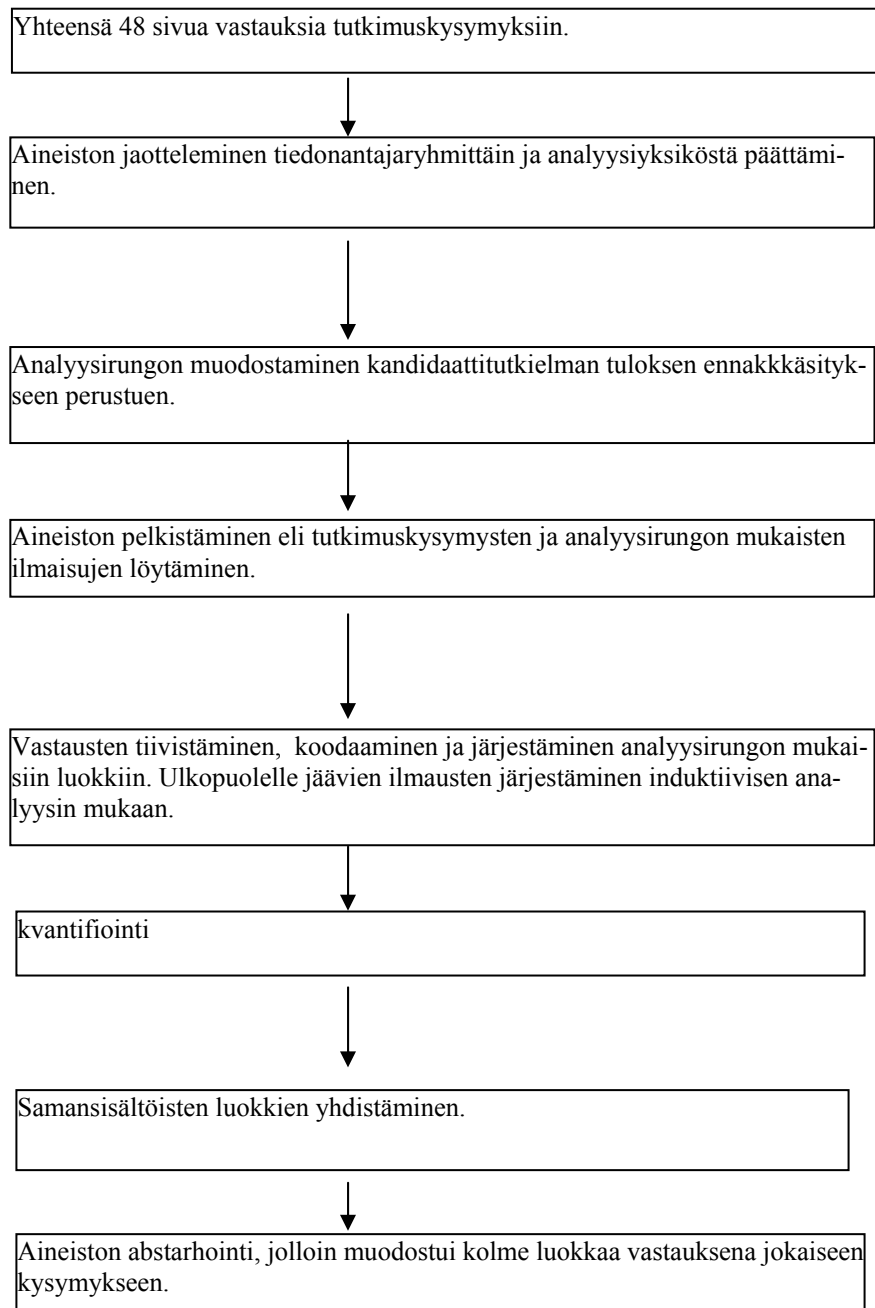 Yhteensä 48 sivua vastauksia tutkimuskysymyksiin.
Aineiston jaotteleminen tiedonantajaryhmittäin ja analyysiyksiköstä päättämi-
nen.
Analyysirungon muodostaminen kandidaattitutkielman tuloksen ennakkkäsityk-
seen perustuen.
Aineiston pelkistäminen eli tutkimuskysymysten ja analyysirungon mukaisten
ilmaisujen löytäminen.
Vastausten tiivistäminen,  koodaaminen ja järjestäminen analyysirungon mukai-
siin luokkiin. Ulkopuolelle jäävien ilmausten järjestäminen induktiivisen ana-
lyysin mukaan.
kvantifiointi
Samansisältöisten luokkien yhdistäminen.
Aineiston abstarhointi, jolloin muodostui kolme luokkaa vastauksena jokaiseen
kysymykseen.